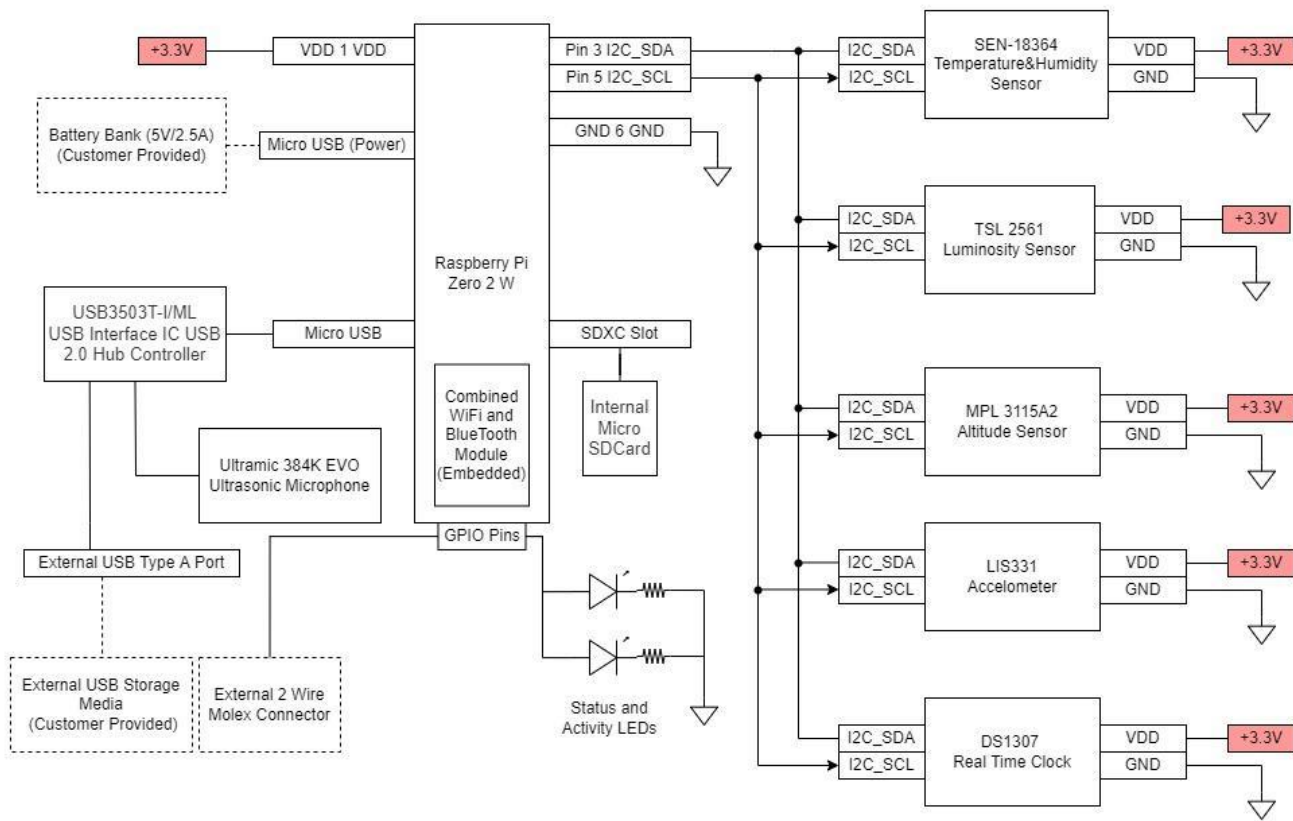 +3.3V
VDD 1 VDD
Battery Bank (5V/2.5A)
(Customer Provided)
Micro USB (Power)
USB3503T-I/ML
USB Interface IC USB
2.0 Hub Controller
Micro USB
Ultramic 384K EVO
Ultrasonic Microphone
External USB Type A Port
External USB Storage
Media
(Customer Provided)
External 2 Wire
Molex Connector
Raspberry Pi
Zero 2 W
Combined
WiFi and
BlueTooth
Module
(Embedded)
GPIO Pins
Pin 3 I2C_SDA
Pin 5 I2C_SCL
GND 6 GND
SDXC Slot
Internal
Micro
SDCard
Status and
Activity LEDs
I2C_SDA
I2C_SCL
SEN-18364
Temperature&Humidity
Sensor
VDD
GND
+3.3V
I2C_SDA
I2C_SCL
TSL 2561
Luminosity Sensor
VDD
GND
+3.3V
I2C_SDA
I2C_SCL
MPL 3115A2
Altitude Sensor
VDD
GND
+3.3V
I2C_SDA
I2C_SCL
LIS331
Accelometer
VDD
GND
+3.3V
I2C_SDA
I2C_SCL
DS1307
Real Time Clock
VDD
GND
+3.3V